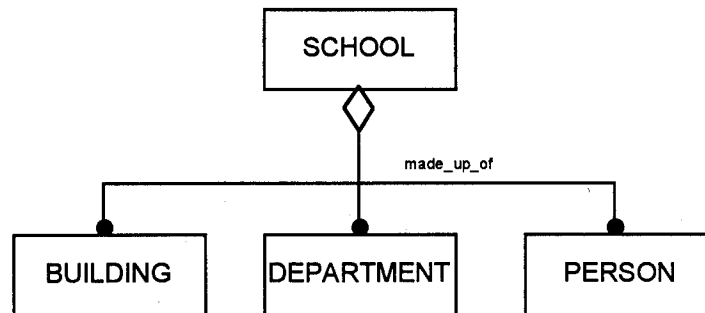 SCHOOL
made_up_of
BUILDING
DEPARTMENT
PERSON